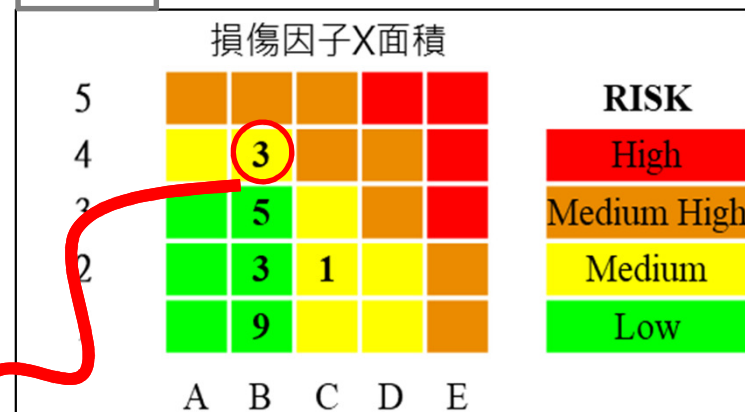 損傷因子X面積
5 RISK
4 3 High
3 5 Medium High
2 3 1 Medium
9 Low
A B C D E